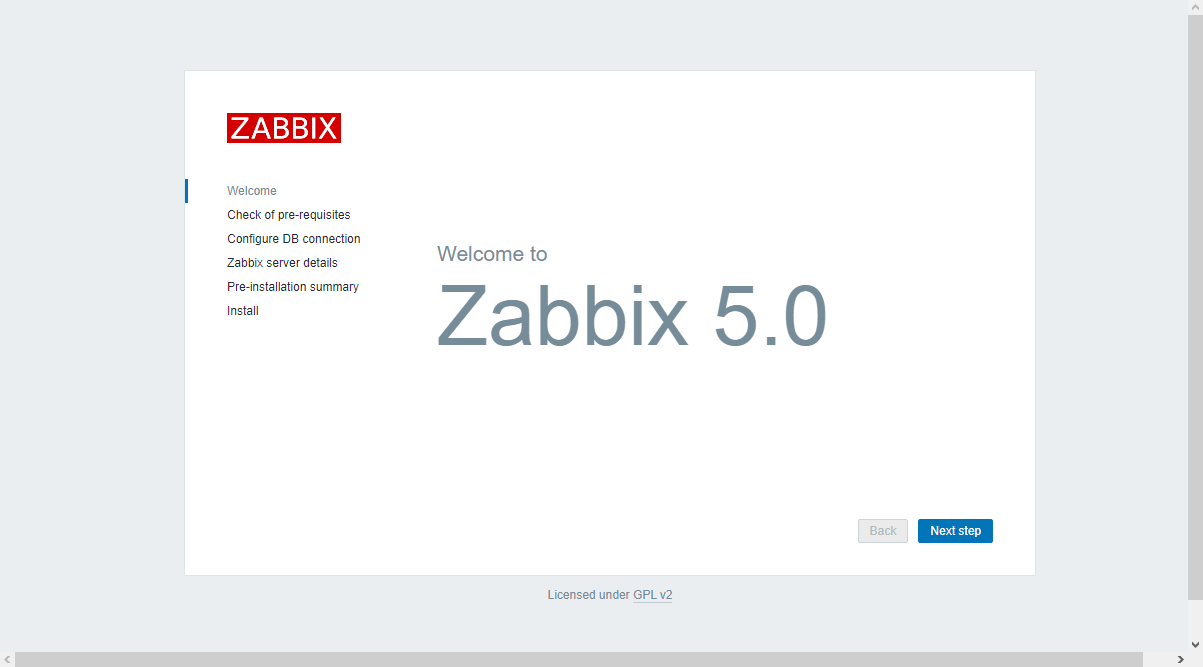 ZABBIX
Welcome
Check of pre-requisites
Configure DB connection
Zabbix server details
Pre-installation summary
Install
Welcome to
Zabbix 5.0
Back
Next step
Licensed under GPL v2